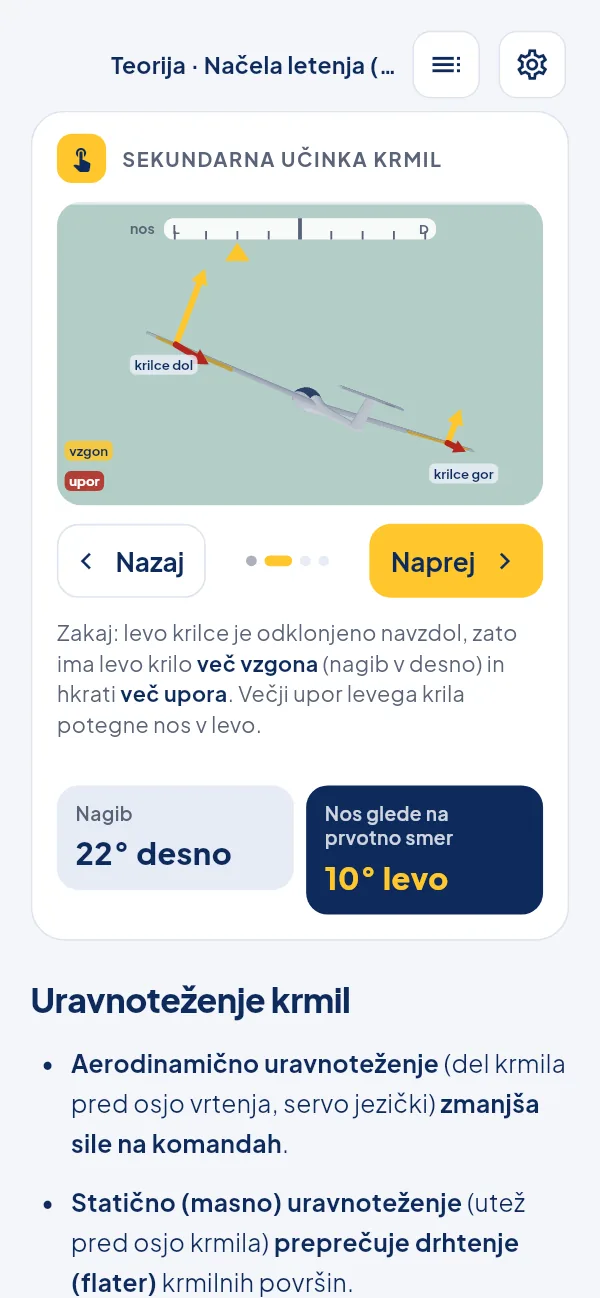 Teorija · Načela letenja (…
SEKUNDARNA UČINKA KRMIL
nos L D
krilce dol
vzgon
krilce gor
upor
Nazaj Naprej
Zakaj: levo krilce je odklonjeno navzdol, zato
ima levo krilo več vzgona (nagib v desno) in
hkrati več upora. Večji upor levega krila
potegne nos v levo.
Nagib
22° desno
Nos glede na
prvotno smer
10° levo
Uravnoteženje krmil
• Aerodinamično uravnoteženje (del krmila
pred osjo vrtenja, servo jezički) zmanjša
sile na komandah.
• Statično (masno) uravnoteženje (utež
pred osjo krmila) preprečuje drhtenje
(flater) krmilnih površin.